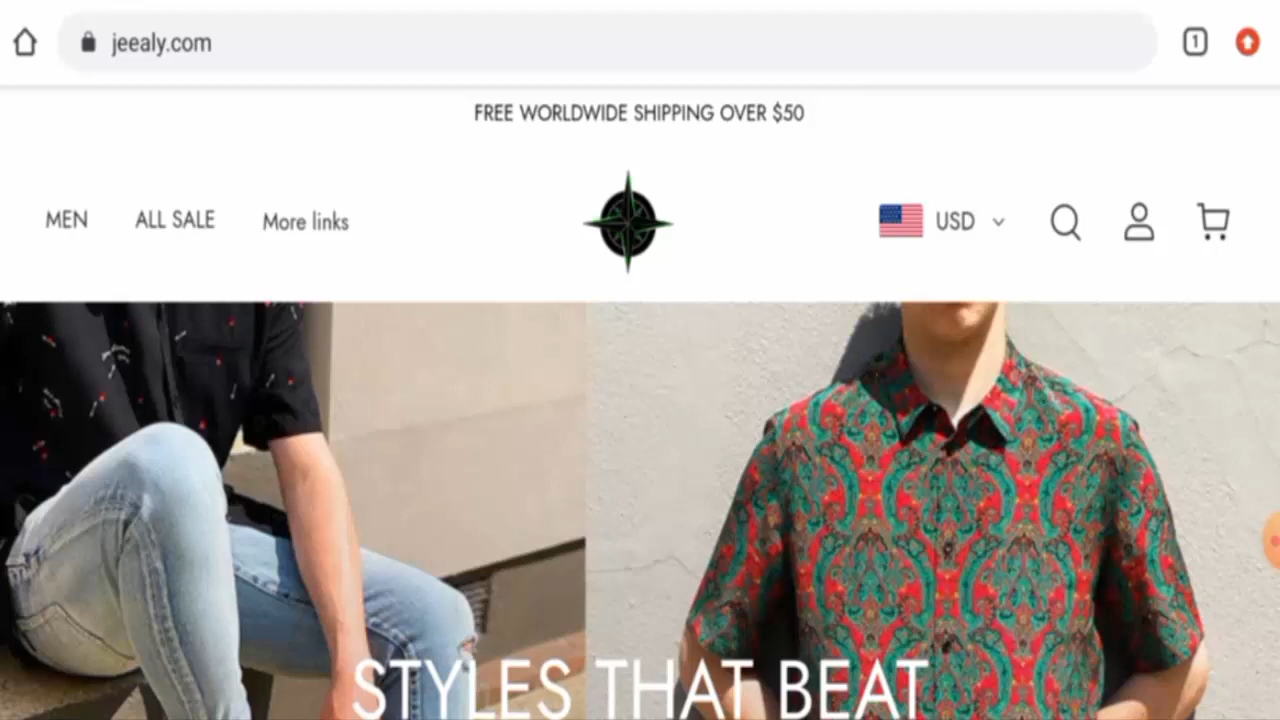 jeealy.com
1
FREE WORLDWIDE SHIPPING OVER $50
MEN ALL SALE More links USD
STYLES THAT BEAT